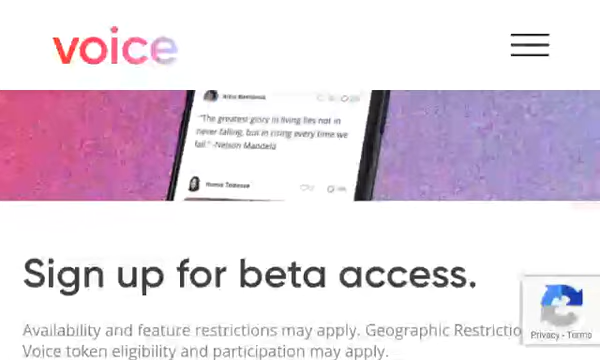 voice
"The greatest glory in living lies not in
never falling, but in rising every time we
fall." -Nelson Mandela
Sign up for beta access.
Availability and feature restrictions may apply. Geographic Restrictio
Voice token eligibility and participation may apply.
Privacy - Terms